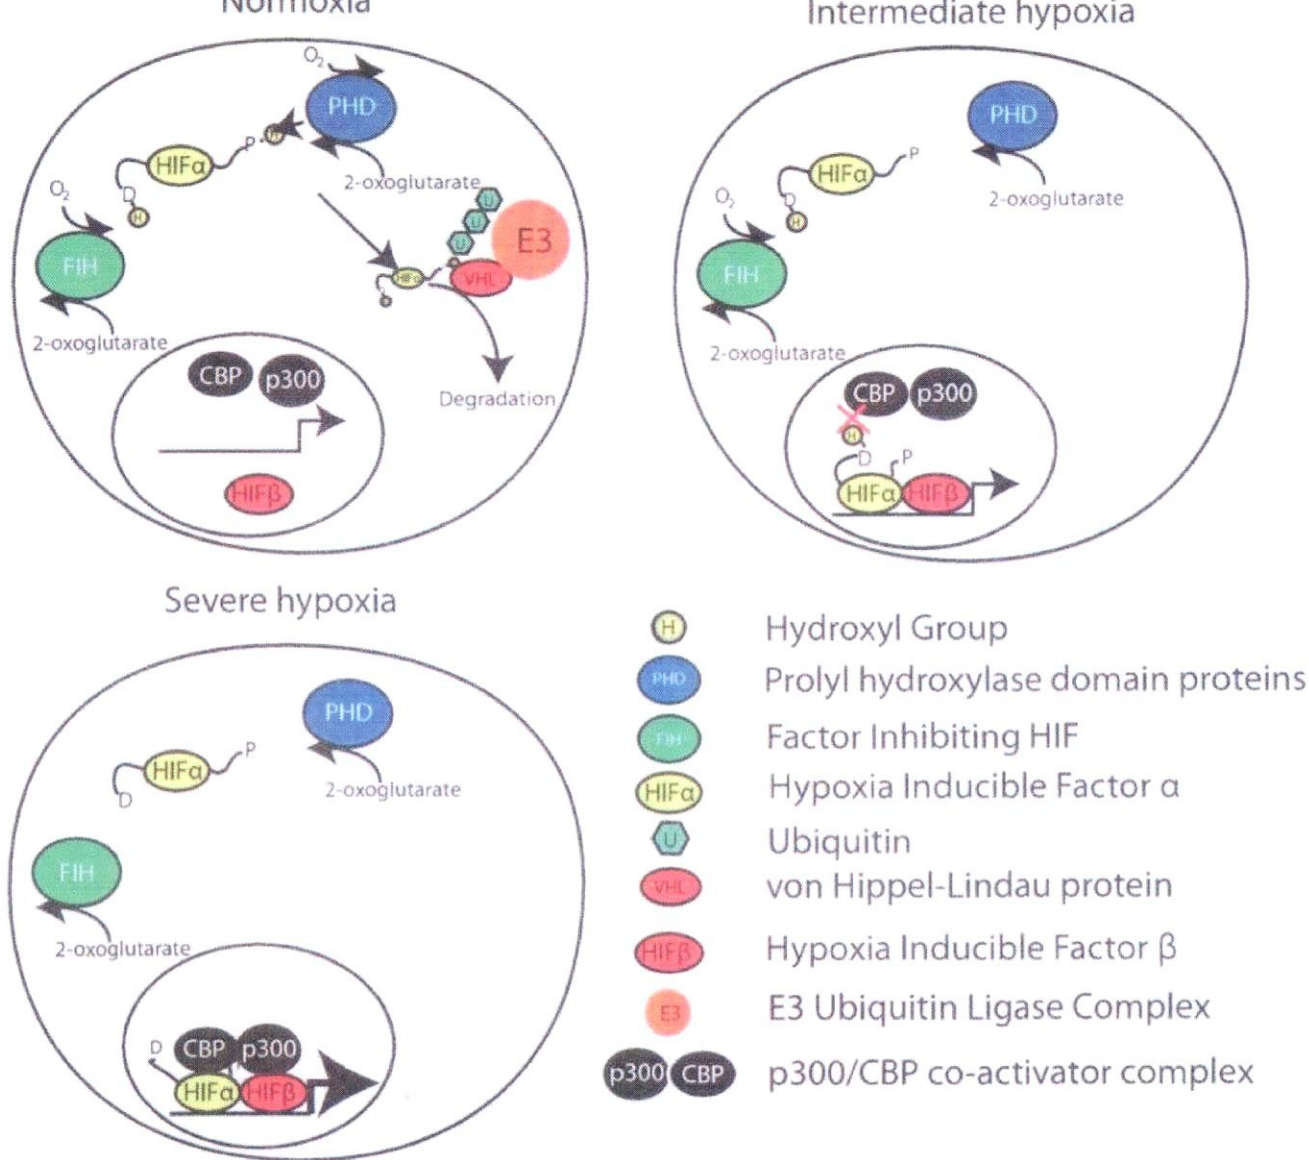 Normoxia
O2
PHD
P
H
HIFα
2-oxoglutarate
O2
D
H
U
U
U
E3
FIH
HIFα
VHL
2-oxoglutarate
CBP
p300
Degradation
HIFβ
Intermediate hypoxia
PHD
P
HIFα
2-oxoglutarate
O2
D
H
FIH
2-oxoglutarate
CBP
p300
H
D
P
HIFα
HIFβ
Severe hypoxia
PHD
P
HIFα
D
2-oxoglutarate
FIH
2-oxoglutarate
D
CBP
p300
HIFα
HIFβ
H Hydroxyl Group
PHD Prolyl hydroxylase domain proteins
FIH Factor Inhibiting HIF
HIFα Hypoxia Inducible Factor α
U Ubiquitin
VHL von Hippel-Lindau protein
HIFβ Hypoxia Inducible Factor β
E3 E3 Ubiquitin Ligase Complex
p300 CBP p300/CBP co-activator complex